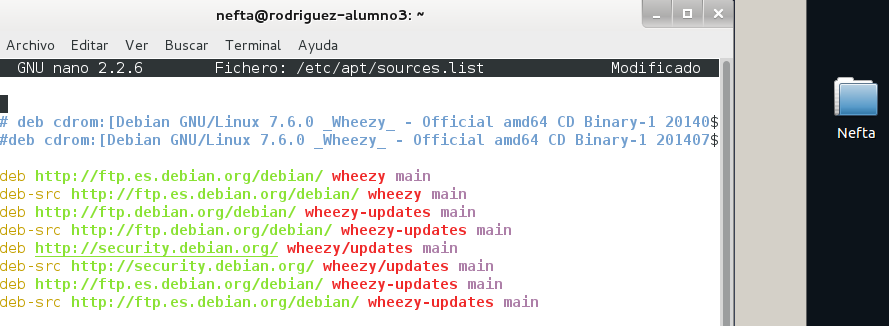 nefta@rodriguez-alumno3: ~
Archivo Editar Ver Buscar Terminal Ayuda
GNU nano 2.2.6 Fichero: /etc/apt/sources.list Modificado
# deb cdrom:[Debian GNU/Linux 7.6.0 _Wheezy_ - Official amd64 CD Binary-1 20140$
#deb cdrom:[Debian GNU/Linux 7.6.0 _Wheezy_ - Official amd64 CD Binary-1 201407$
deb http://ftp.es.debian.org/debian/ wheezy main
deb-src http://ftp.es.debian.org/debian/ wheezy main
deb http://ftp.debian.org/debian/ wheezy-updates main
deb-src http://ftp.debian.org/debian/ wheezy-updates main
deb http://security.debian.org/ wheezy/updates main
deb-src http://security.debian.org/ wheezy/updates main
deb http://ftp.es.debian.org/debian/ wheezy-updates main
deb-src http://ftp.es.debian.org/debian/ wheezy-updates main
Nefta